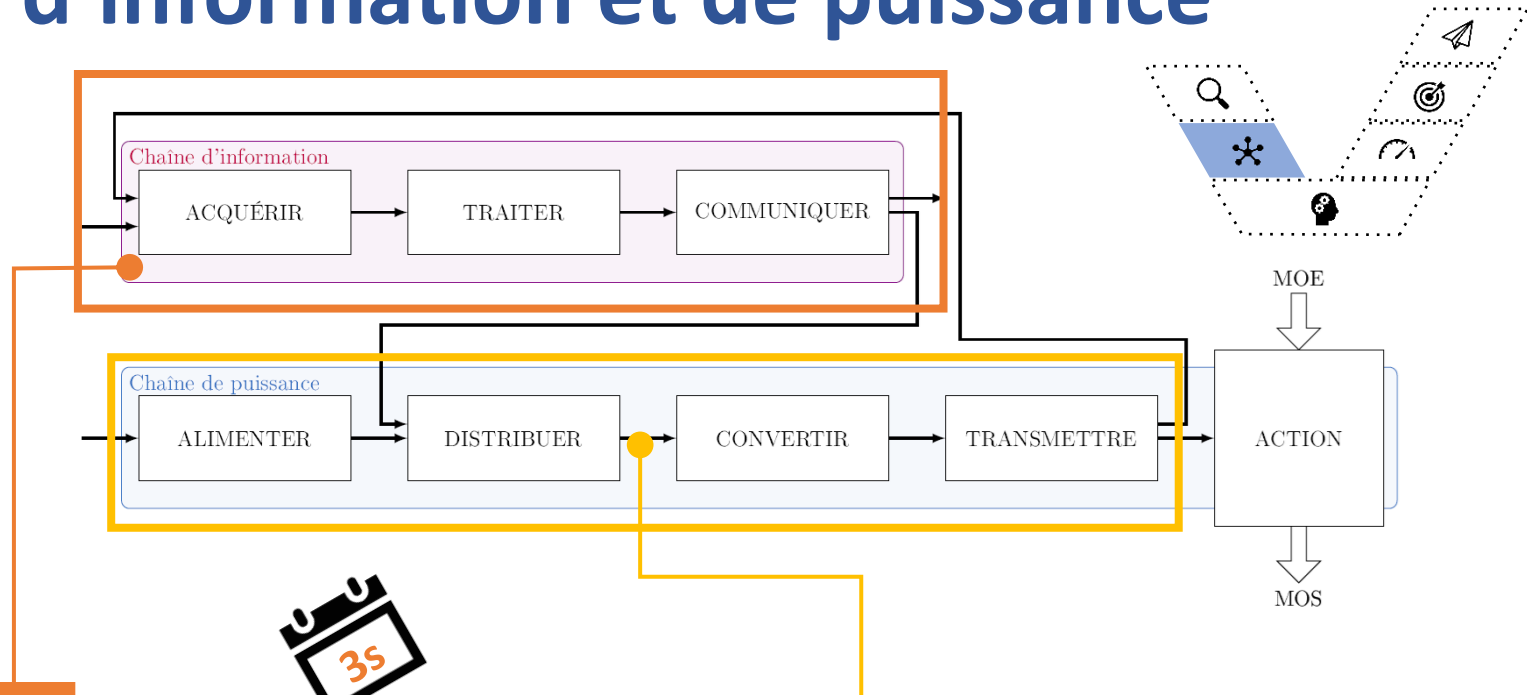 d'information et de puissance
Chaîne d'information
ACQUÉRIR
TRAITER
COMMUNIQUER
MOE
Chaîne de puissance
ALIMENTER
DISTRIBUER
CONVERTIR
TRANSMETTRE
ACTION
MOS
3s